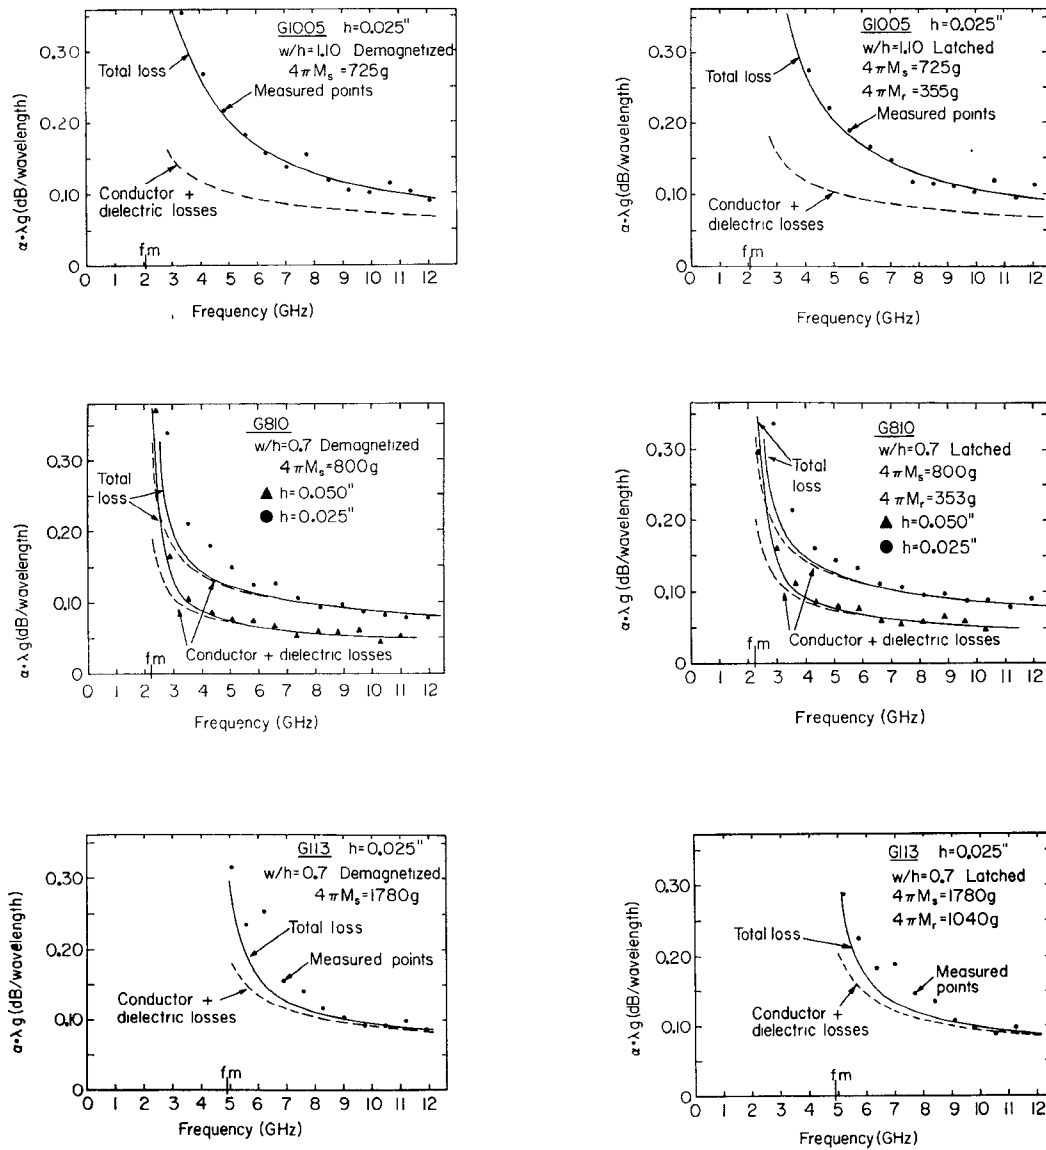 G1005 h=0.025"
w/h=1.10 Demagnetized
4πMs=725g
Total loss
Measured points
Conductor +
dielectric losses
α•λg (dB/wavelength)
0.30
0.20
0.10
0
fm
0 1 2 3 4 5 6 7 8 9 10 11 12
Frequency (GHz)
G1005 h=0.025"
w/h=1.10 Latched
4πMs=725g
4πMr=355g
Total loss
Measured
points
Conductor +
dielectric losses
α•λg (dB/wavelength)
0.30
0.20
0.10
0
fm
0 1 2 3 4 5 6 7 8 9 10 11 12
Frequency (GHz)
G810
w/h=0.7 Demagnetized
4πMs=800g
▲ h=0.050"
● h=0.025"
Total
loss
Conductor + dielectric losses
α•λg (dB/wavelength)
0.30
0.20
0.10
0
fm
0 1 2 3 4 5 6 7 8 9 10 11 12
Frequency (GHz)
G810
w/h=0.7 Latched
4πMs=800g
4πMr=353g
▲ h=0.050"
● h=0.025"
Total
loss
Conductor + dielectric losses
α•λg (dB/wavelength)
0.30
0.20
0.10
0
fm
0 1 2 3 4 5 6 7 8 9 10 11 12
Frequency (GHz)
G113 h=0.025"
w/h=0.7 Demagnetized
4πMs=1780g
Total loss
Measured points
Conductor +
dielectric losses
α•λg (dB/wavelength)
0.30
0.20
0.10
0
fm
0 1 2 3 4 5 6 7 8 9 10 11 12
Frequency (GHz)
G113 h=0.025"
w/h=0.7 Latched
4πMs=1780g
4πMr=1040g
Total loss
Measured
points
Conductor +
dielectric losses
α•λg (dB/wavelength)
0.30
0.20
0.10
0
fm
0 1 2 3 4 5 6 7 8 9 10 11 12
Frequency (GHz)